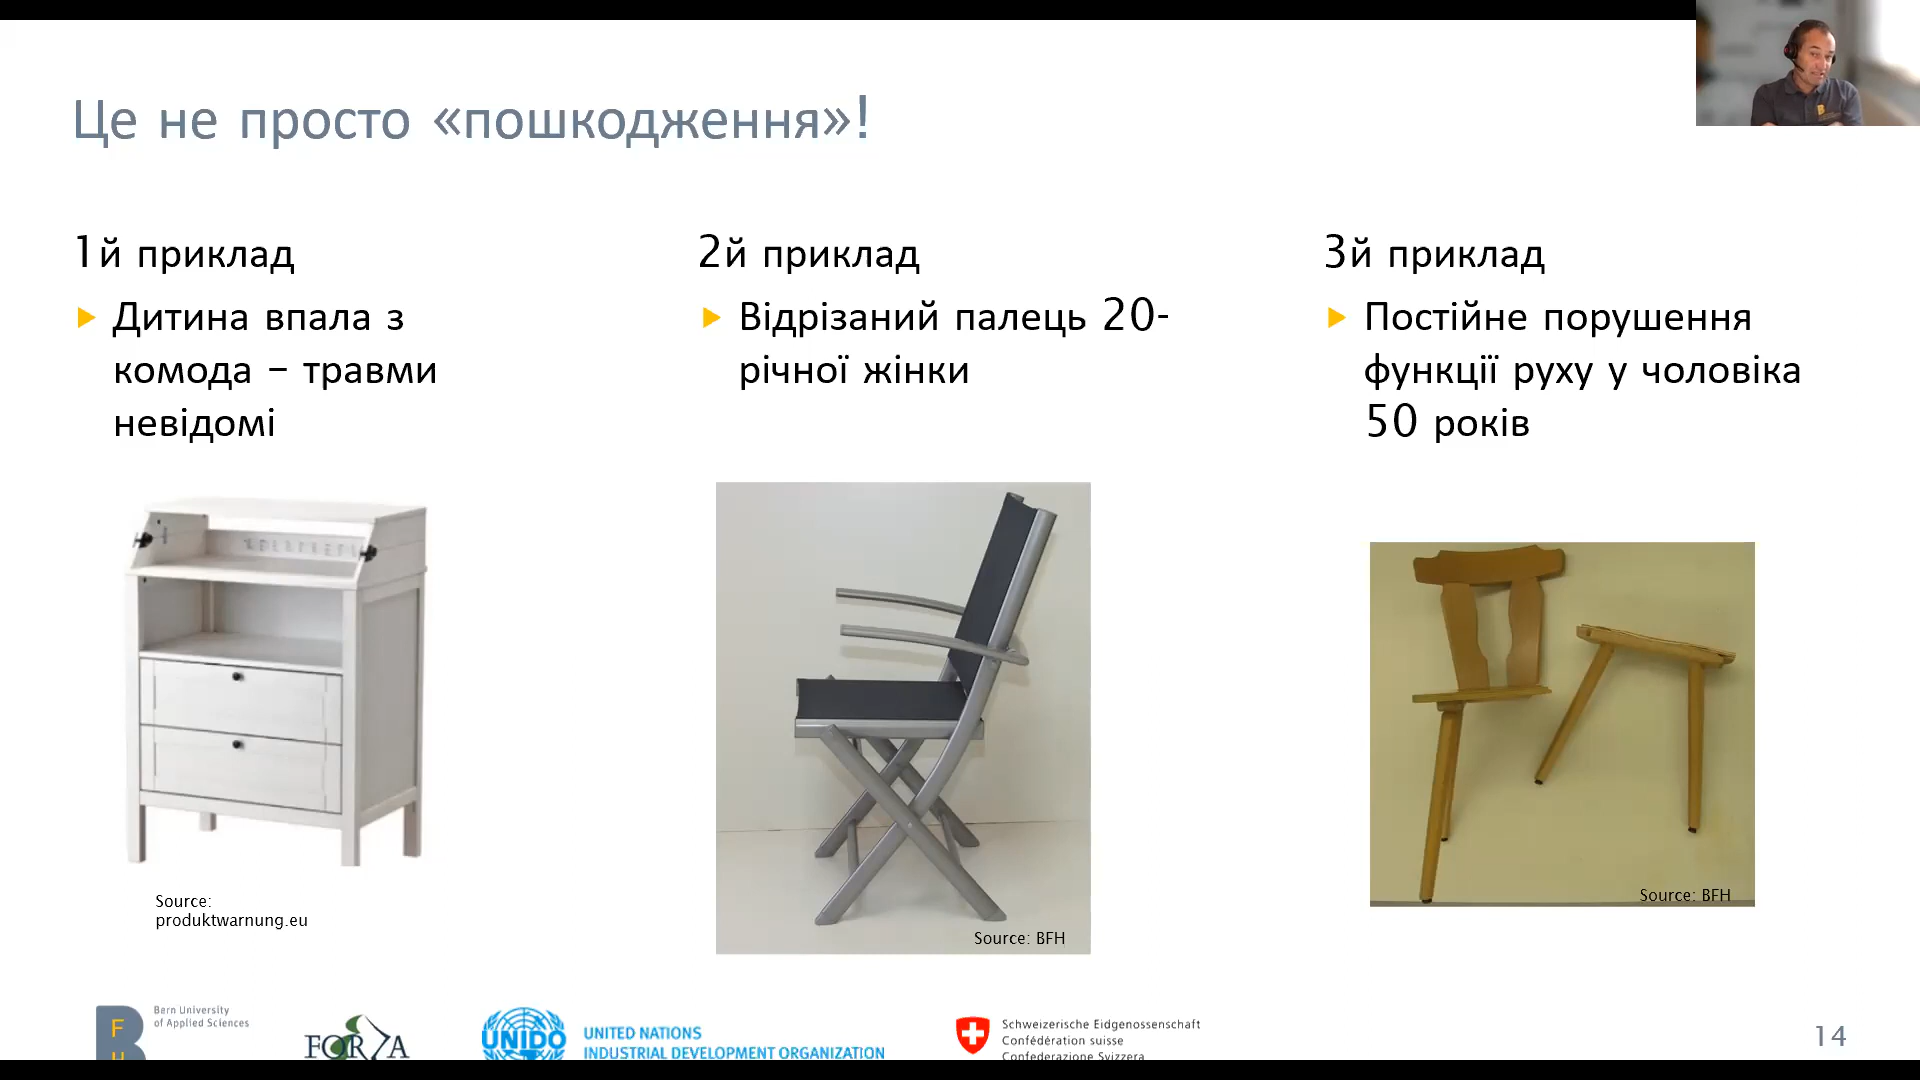 Це не просто «пошкодження»!
1й приклад
Дитина впала з
комода – травми
невідомі
2й приклад
Відрізаний палець 20-
річної жінки
3й приклад
Постійне порушення
функції руху у чоловіка
50 років
Source:
produktwarnung.eu
Source: BFH
Source: BFH
F
H
Bern University
of Applied Sciences
FORZA
UNIDO
UNITED NATIONS
INDUSTRIAL DEVELOPMENT ORGANIZATION
Schweizerische Eidgenossenschaft
Confédération suisse
Confederazione Svizzera
14